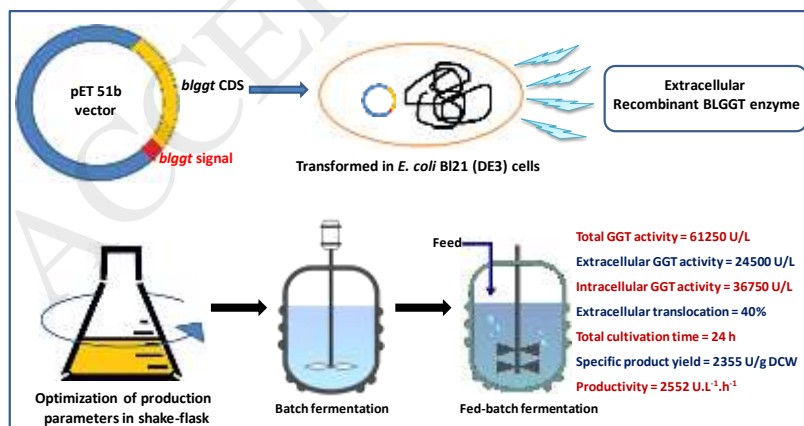 ACCE
pET 51b
vector
blggt CDS
blggt signal
Transformed in E. coli Bl21 (DE3) cells
Extracellular
Recombinant BLGGT enzyme
Optimization of production
parameters in shake-flask
Batch fermentation
Feed
Fed-batch fermentation
Total GGT activity = 61250 U/L
Extracellular GGT activity = 24500 U/L
Intracellular GGT activity = 36750 U/L
Extracellular translocation = 40%
Total cultivation time = 24 h
Specific product yield = 2355 U/g DCW
Productivity = 2552 U.L⁻¹.h⁻¹